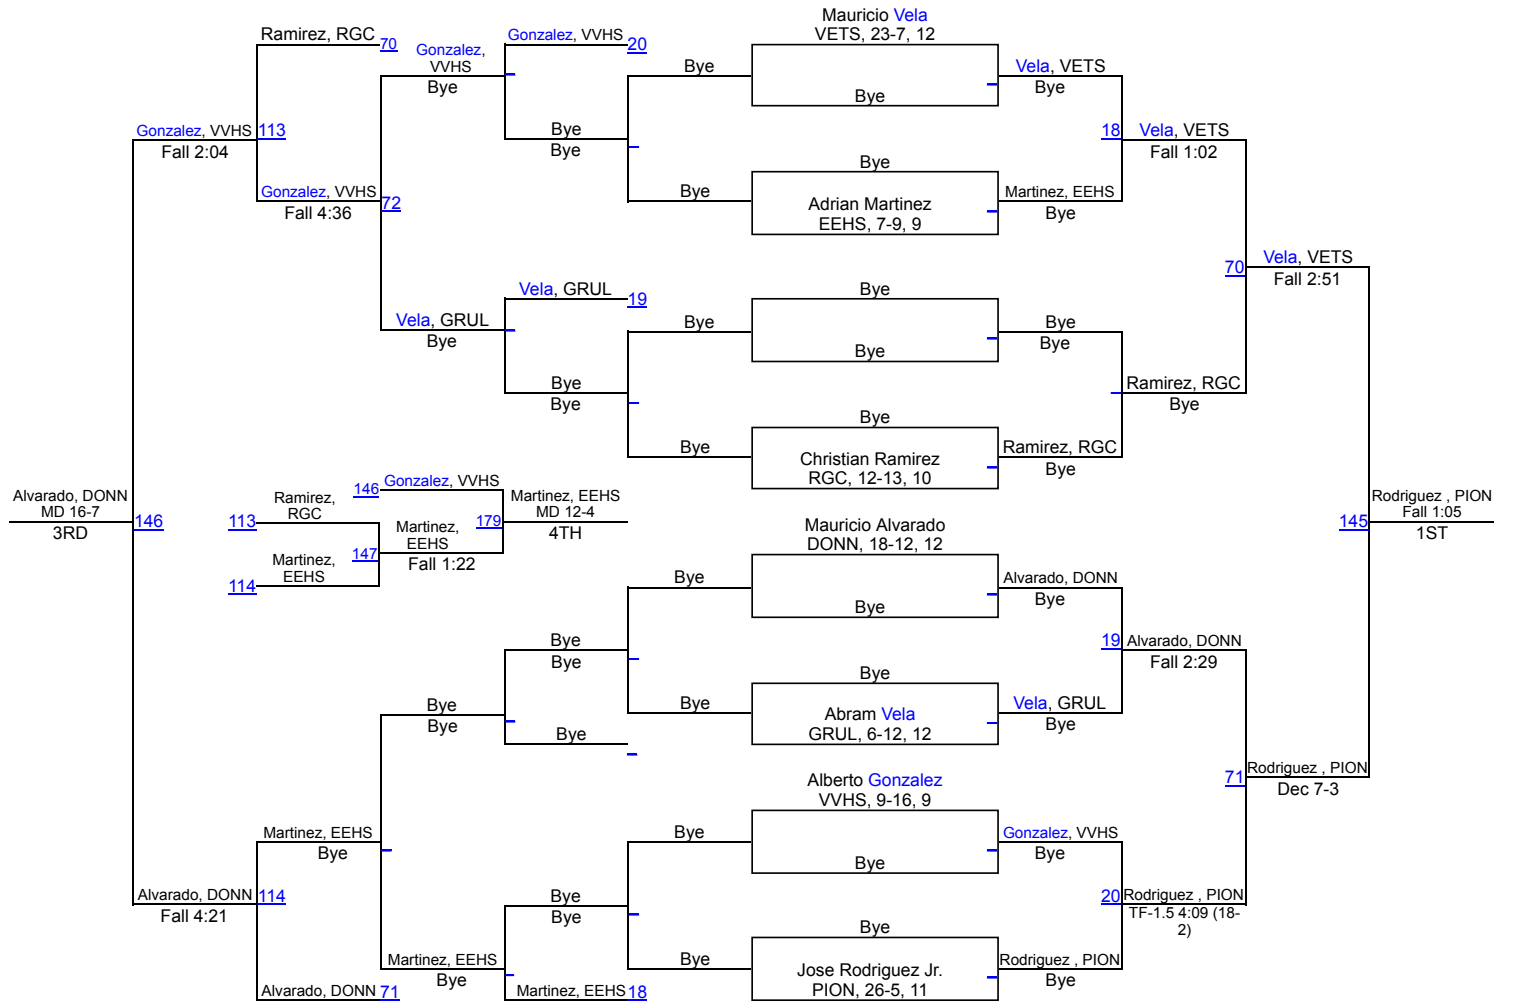 Mauricio Vela
VETS, 23-7, 12
Ramirez, RGC
70
Gonzalez,
VVHS
Bye
Gonzalez, VVHS
20
Bye
Bye
Vela, VETS
Bye
Gonzalez, VVHS
113
Fall 2:04
Bye
Bye
18
Vela, VETS
Fall 1:02
Bye
Gonzalez, VVHS
72
Fall 4:36
Bye
Adrian Martinez
EEHS, 7-9, 9
Martinez, EEHS
Bye
70
Vela, VETS
Fall 2:51
Vela, GRUL
19
Bye
Vela, GRUL
Bye
Bye
Bye
Bye
Bye
Bye
Bye
Ramirez, RGC
Bye
Bye
Bye
Christian Ramirez
RGC, 12-13, 10
Ramirez, RGC
Bye
Alvarado, DONN
MD 16-7
3RD
146
146
Gonzalez, VVHS
Ramirez,
RGC
113
Martinez,
EEHS
114
147
Martinez,
EEHS
Fall 1:22
179
Martinez, EEHS
MD 12-4
4TH
145
Rodriguez , PION
Fall 1:05
1ST
Mauricio Alvarado
DONN, 18-12, 12
Bye
Bye
Alvarado, DONN
Bye
Bye
Bye
19
Alvarado, DONN
Fall 2:29
Bye
Bye
Bye
Bye
Bye
Abram Vela
GRUL, 6-12, 12
Vela, GRUL
Bye
Bye
71
Rodriguez , PION
Dec 7-3
Alberto Gonzalez
VVHS, 9-16, 9
Martinez, EEHS
Bye
Bye
Bye
Gonzalez, VVHS
Bye
Alvarado, DONN
114
Fall 4:21
Bye
Bye
20
Rodriguez , PION
TF-1.5 4:09 (18-
2)
Bye
Martinez, EEHS
Bye
Bye
Jose Rodriguez Jr.
PION, 26-5, 11
Rodriguez , PION
Bye
Alvarado, DONN
71
Martinez, EEHS
18